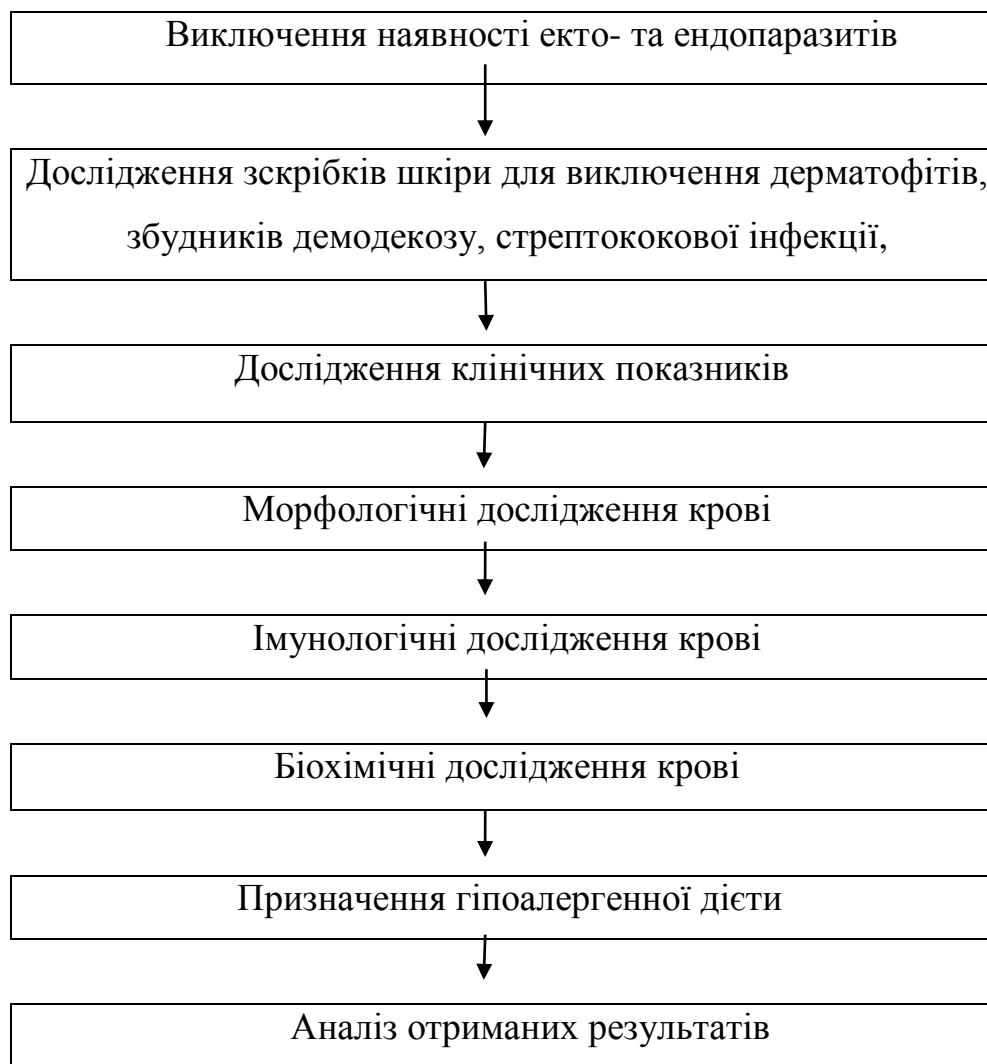 Виключення наявності екто- та ендопаразитів
Дослідження зскрібків шкіри для виключення дерматофітів,
збудників демодекозу, стрептококової інфекції,
Дослідження клінічних показників
Морфологічні дослідження крові
Імунологічні дослідження крові
Біохімічні дослідження крові
Призначення гіпоалергенної дієти
Аналіз отриманих результатів